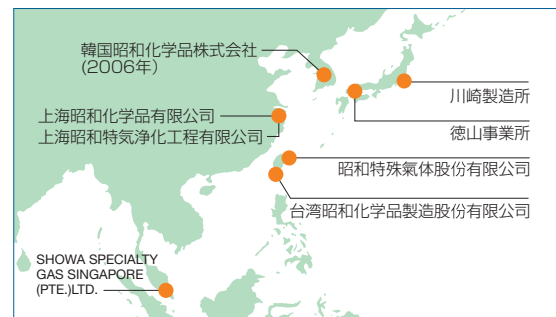 韓国昭和化学品株式会社
(2006年)
川崎製造所
上海昭和化学品有限公司
上海昭和特気浄化工程有限公司
徳山事業所
昭和特殊氣体股份有限公司
台湾昭和化学品製造股份有限公司
SHOWA SPECIALTY
GAS SINGAPORE
(PTE.)LTD.